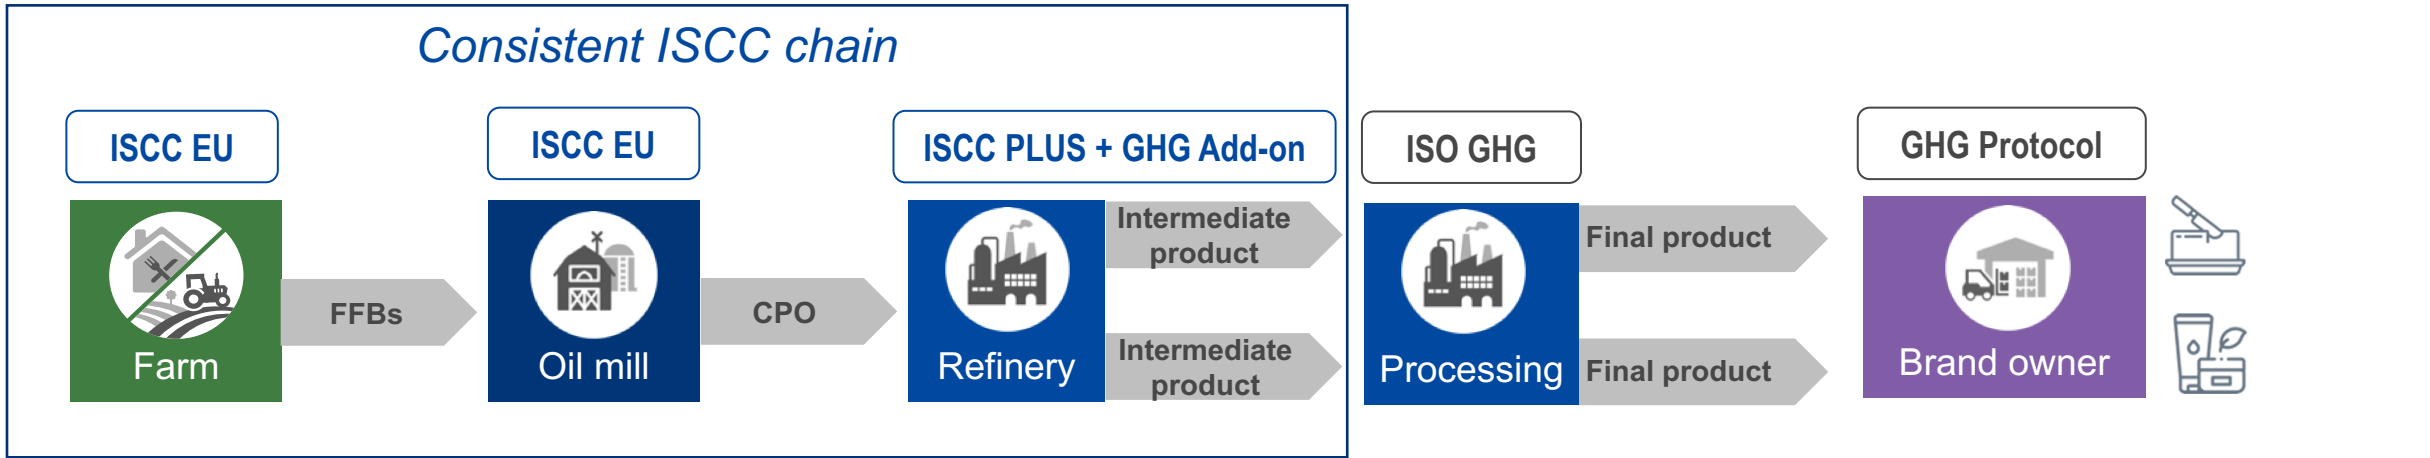 Consistent ISCC chain
ISCC EU
ISCC EU
ISCC PLUS + GHG Add-on
ISO GHG
GHG Protocol
Farm
FFBs
Oil mill
CPO
Refinery
Intermediate
product
Intermediate
product
Processing
Final product
Final product
Brand owner